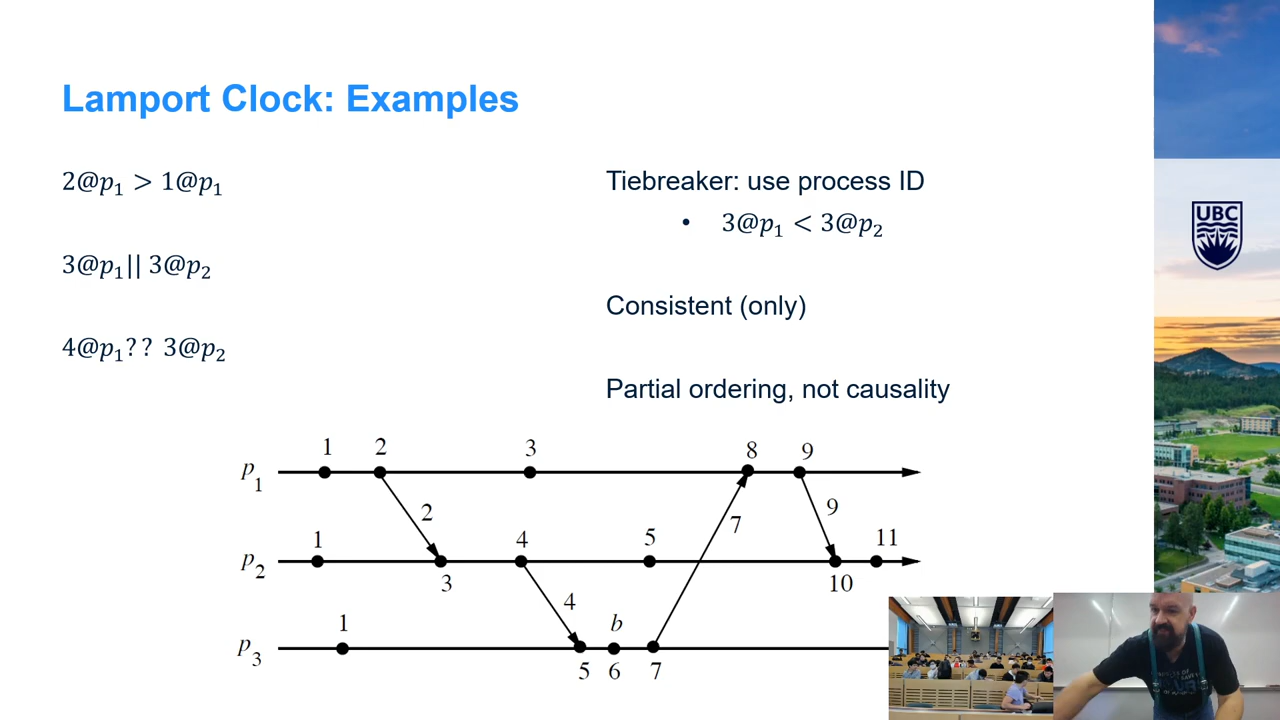 Lamport Clock: Examples
2@p₁ > 1@p₁
3@p₁|| 3@p₂
4@p₁?? 3@p₂
Tiebreaker: use process ID
• 3@p₁ < 3@p₂
Consistent (only)
Partial ordering, not causality
UBC
1 2 3 8 9
p₁
2 7 9
1 4 5 11
p₂
3 10
4
1 b
p₃
5 6 7